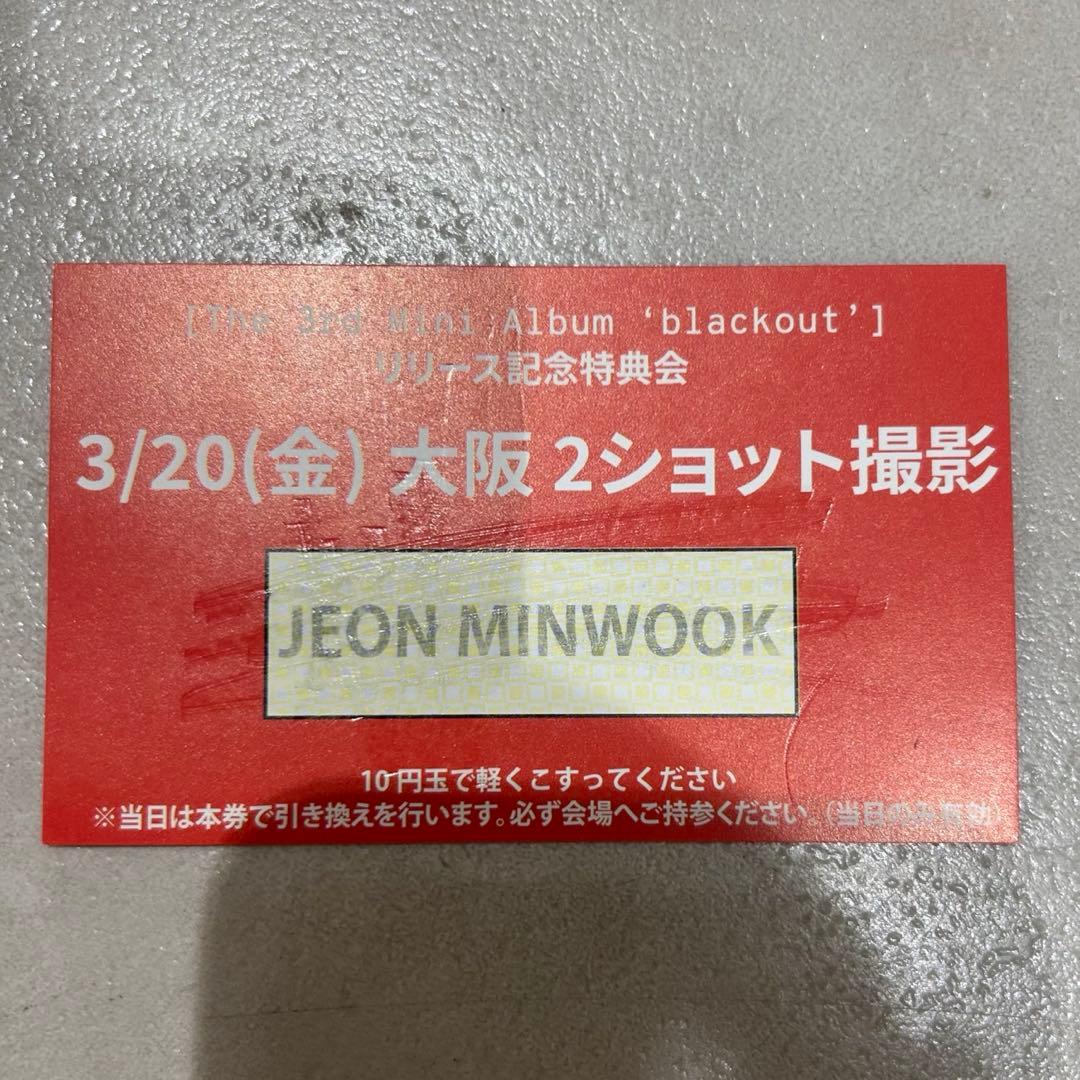 [The 3rd Mini Album ‘blackout’]
リリース記念特典会
3/20(金) 大阪 2ショット撮影
JEON MINWOOK
10円玉で軽くこすってください
※当日は本券で引き換えを行います。必ず会場へご持参ください。(当日のみ有効)